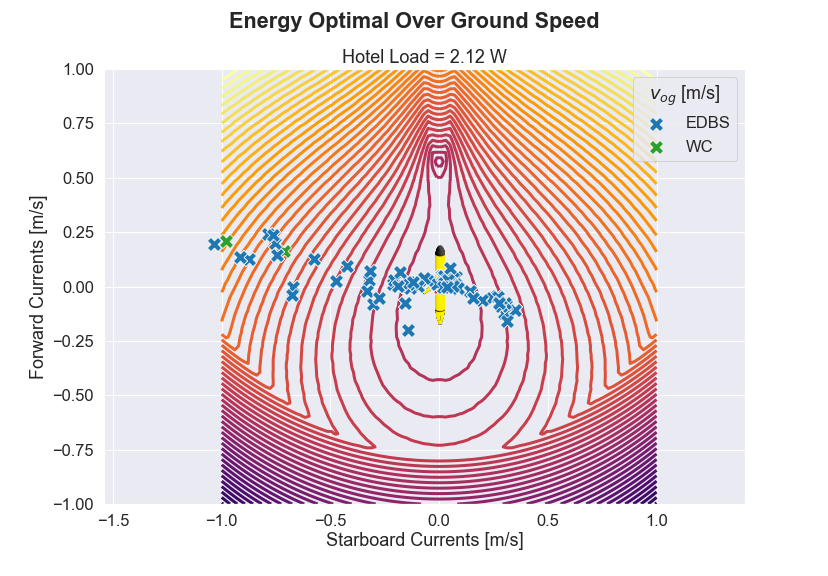 Energy Optimal Over Ground Speed
Hotel Load = 2.12 W
v_og [m/s]
EDBS
WC
1.00
0.75
0.50
0.25
0.00
−0.25
−0.50
−0.75
−1.00
Forward Currents [m/s]
−1.5 −1.0 −0.5 0.0 0.5 1.0
Starboard Currents [m/s]